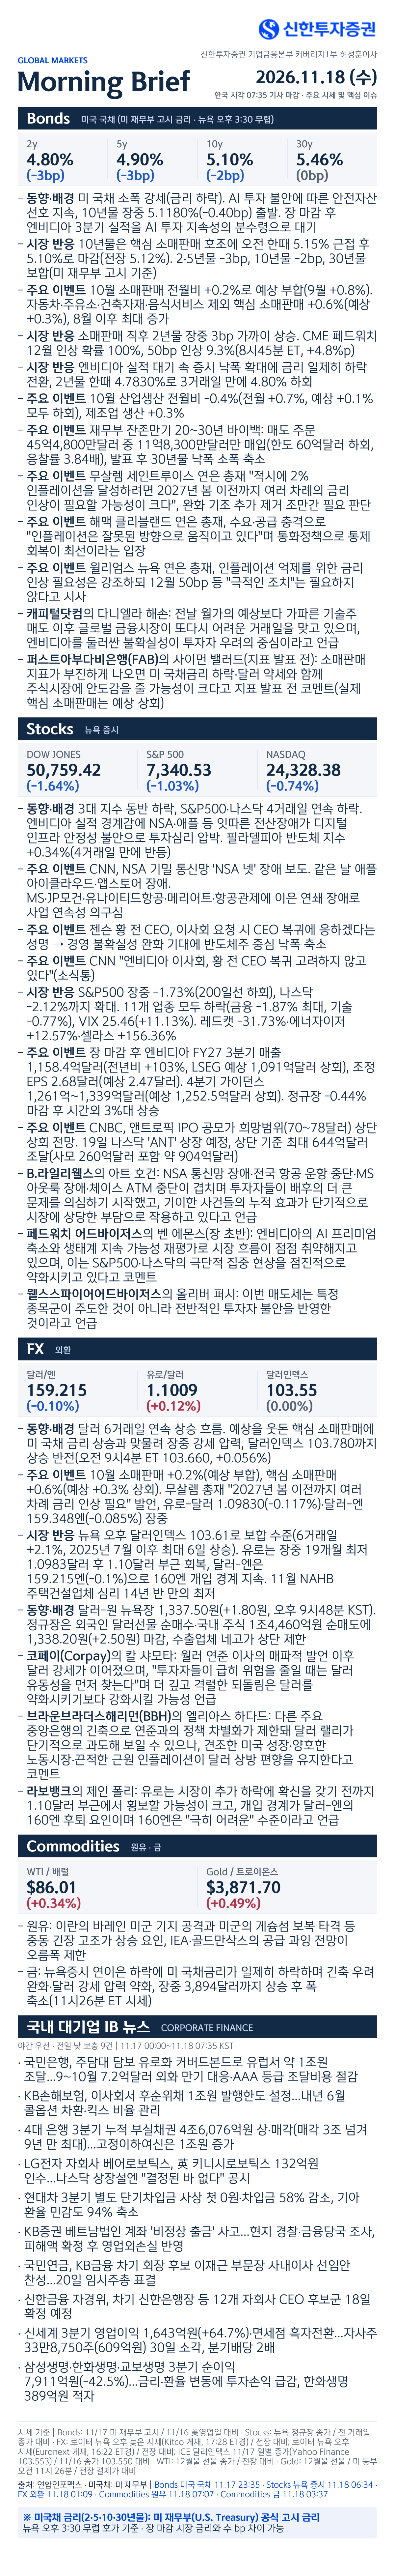 신한투자증권
신한투자증권 기업금융본부 커버리지1부 허성훈이사
GLOBAL MARKETS
Morning Brief
2026.11.18 (수)
한국 시각 07:35 기사 마감 · 주요 시세 및 핵심 이슈
Bonds 미국 국채 (미 재무부 고시 금리 · 뉴욕 오후 3:30 무렵)
2y 5y 10y 30y
4.80% 4.90% 5.10% 5.46%
(−3bp) (−3bp) (−2bp) (0bp)
– 동향·배경 미 국채 소폭 강세(금리 하락). AI 투자 불안에 따른 안전자산
선호 지속, 10년물 장중 5.1180%(−0.40bp) 출발. 장 마감 후
엔비디아 3분기 실적을 AI 투자 지속성의 분수령으로 대기
– 시장 반응 10년물은 핵심 소매판매 호조에 오전 한때 5.15% 근접 후
5.10%로 마감(전장 5.12%). 2·5년물 −3bp, 10년물 −2bp, 30년물
보합(미 재무부 고시 기준)
– 주요 이벤트 10월 소매판매 전월비 +0.2%로 예상 부합(9월 +0.8%).
자동차·주유소·건축자재·음식서비스 제외 핵심 소매판매 +0.6%(예상
+0.3%), 8월 이후 최대 증가
– 시장 반응 소매판매 직후 2년물 장중 3bp 가까이 상승. CME 페드워치
12월 인상 확률 100%, 50bp 인상 9.3%(8시45분 ET, +4.8%p)
– 시장 반응 엔비디아 실적 대기 속 증시 낙폭 확대에 금리 일제히 하락
전환, 2년물 한때 4.7830%로 3거래일 만에 4.80% 하회
– 주요 이벤트 10월 산업생산 전월비 −0.4%(전월 +0.7%, 예상 +0.1%
모두 하회), 제조업 생산 +0.3%
– 주요 이벤트 재무부 잔존만기 20~30년 바이백: 매도 주문
45억4,800만달러 중 11억8,300만달러만 매입(한도 60억달러 하회,
응찰률 3.84배), 발표 후 30년물 낙폭 소폭 축소
– 주요 이벤트 무살렘 세인트루이스 연은 총재 "적시에 2%
인플레이션을 달성하려면 2027년 봄 이전까지 여러 차례의 금리
인상이 필요할 가능성이 크다", 완화 기조 추가 제거 조만간 필요 판단
– 주요 이벤트 해맥 클리블랜드 연은 총재, 수요·공급 충격으로
"인플레이션은 잘못된 방향으로 움직이고 있다"며 통화정책으로 통제
회복이 최선이라는 입장
– 주요 이벤트 윌리엄스 뉴욕 연은 총재, 인플레이션 억제를 위한 금리
인상 필요성은 강조하되 12월 50bp 등 "극적인 조치"는 필요하지
않다고 시사
– 캐피털닷컴의 다니엘라 해손: 전날 월가의 예상보다 가파른 기술주
매도 이후 글로벌 금융시장이 또다시 어려운 거래일을 맞고 있으며,
엔비디아를 둘러싼 불확실성이 투자자 우려의 중심이라고 언급
– 퍼스트아부다비은행(FAB)의 사이먼 밸러드(지표 발표 전): 소매판매
지표가 부진하게 나오면 미 국채금리 하락·달러 약세와 함께
주식시장에 안도감을 줄 가능성이 크다고 지표 발표 전 코멘트(실제
핵심 소매판매는 예상 상회)
Stocks 뉴욕 증시
DOW JONES S&P 500 NASDAQ
50,759.42 7,340.53 24,328.38
(−1.64%) (−1.03%) (−0.74%)
– 동향·배경 3대 지수 동반 하락, S&P500·나스닥 4거래일 연속 하락.
엔비디아 실적 경계감에 NSA·애플 등 잇따른 전산장애가 디지털
인프라 안정성 불안으로 투자심리 압박. 필라델피아 반도체 지수
+0.34%(4거래일 만에 반등)
– 주요 이벤트 CNN, NSA 기밀 통신망 'NSA 넷' 장애 보도. 같은 날 애플
아이클라우드·앱스토어 장애.
MS·JP모건·유나이티드항공·메리어트·항공관제에 이은 연쇄 장애로
사업 연속성 의구심
– 주요 이벤트 젠슨 황 전 CEO, 이사회 요청 시 CEO 복귀에 응하겠다는
성명 → 경영 불확실성 완화 기대에 반도체주 중심 낙폭 축소
– 주요 이벤트 CNN "엔비디아 이사회, 황 전 CEO 복귀 고려하지 않고
있다"(소식통)
– 시장 반응 S&P500 장중 −1.73%(200일선 하회), 나스닥
−2.12%까지 확대. 11개 업종 모두 하락(금융 −1.87% 최대, 기술
−0.77%), VIX 25.46(+11.13%). 레드캣 −31.73%·에너자이저
+12.57%·셀라스 +156.36%
– 주요 이벤트 장 마감 후 엔비디아 FY27 3분기 매출
1,158.4억달러(전년비 +103%, LSEG 예상 1,091억달러 상회), 조정
EPS 2.68달러(예상 2.47달러). 4분기 가이던스
1,261억~1,339억달러(예상 1,252.5억달러 상회). 정규장 −0.44%
마감 후 시간외 3%대 상승
– 주요 이벤트 CNBC, 앤트로픽 IPO 공모가 희망범위(70~78달러) 상단
상회 전망. 19일 나스닥 'ANT' 상장 예정, 상단 기준 최대 644억달러
조달(사모 260억달러 포함 약 904억달러)
– B.라일리웰스의 아트 호건: NSA 통신망 장애·전국 항공 운항 중단·MS
아웃룩 장애·체이스 ATM 중단이 겹치며 투자자들이 배후의 더 큰
문제를 의심하기 시작했고, 기이한 사건들의 누적 효과가 단기적으로
시장에 상당한 부담으로 작용하고 있다고 언급
– 페드워치 어드바이저스의 벤 에몬스(장 초반): 엔비디아의 AI 프리미엄
축소와 생태계 지속 가능성 재평가로 시장 흐름이 점점 취약해지고
있으며, 이는 S&P500·나스닥의 극단적 집중 현상을 점진적으로
약화시키고 있다고 코멘트
– 웰스스파이어어드바이저스의 올리버 퍼시: 이번 매도세는 특정
종목군이 주도한 것이 아니라 전반적인 투자자 불안을 반영한
것이라고 언급
FX 외환
달러/엔 유로/달러 달러인덱스
159.215 1.1009 103.55
(−0.10%) (+0.12%) (0.00%)
– 동향·배경 달러 6거래일 연속 상승 흐름. 예상을 웃돈 핵심 소매판매에
미 국채 금리 상승과 맞물려 장중 강세 압력, 달러인덱스 103.780까지
상승 반전(오전 9시4분 ET 103.660, +0.056%)
– 주요 이벤트 10월 소매판매 +0.2%(예상 부합), 핵심 소매판매
+0.6%(예상 +0.3% 상회). 무살렘 총재 "2027년 봄 이전까지 여러
차례 금리 인상 필요" 발언, 유로–달러 1.09830(−0.117%)·달러–엔
159.348엔(−0.085%) 장중
– 시장 반응 뉴욕 오후 달러인덱스 103.61로 보합 수준(6거래일
+2.1%, 2025년 7월 이후 최대 6일 상승). 유로는 장중 19개월 최저
1.0983달러 후 1.10달러 부근 회복, 달러–엔은
159.215엔(−0.1%)으로 160엔 개입 경계 지속. 11월 NAHB
주택건설업체 심리 14년 반 만의 최저
– 동향·배경 달러–원 뉴욕장 1,337.50원(+1.80원, 오후 9시48분 KST).
정규장은 외국인 달러선물 순매수·국내 주식 1조4,460억원 순매도에
1,338.20원(+2.50원) 마감, 수출업체 네고가 상단 제한
– 코페이(Corpay)의 칼 샤모타: 월러 연준 이사의 매파적 발언 이후
달러 강세가 이어졌으며, "투자자들이 급히 위험을 줄일 때는 달러
유동성을 먼저 찾는다"며 더 깊고 격렬한 되돌림은 달러를
약화시키기보다 강화시킬 가능성 언급
– 브라운브라더스해리먼(BBH)의 엘리아스 하다드: 다른 주요
중앙은행의 긴축으로 연준과의 정책 차별화가 제한돼 달러 랠리가
단기적으로 과도해 보일 수 있으나, 견조한 미국 성장·양호한
노동시장·끈적한 근원 인플레이션이 달러 상방 편향을 유지한다고
코멘트
– 라보뱅크의 제인 폴리: 유로는 시장이 추가 하락에 확신을 갖기 전까지
1.10달러 부근에서 횡보할 가능성이 크고, 개입 경계가 달러–엔의
160엔 후퇴 요인이며 160엔은 "극히 어려운" 수준이라고 언급
Commodities 원유 · 금
WTI / 배럴 Gold / 트로이온스
$86.01 $3,871.70
(+0.34%) (+0.49%)
– 원유: 이란의 바레인 미군 기지 공격과 미군의 게슘섬 보복 타격 등
중동 긴장 고조가 상승 요인, IEA·골드만삭스의 공급 과잉 전망이
오름폭 제한
– 금: 뉴욕증시 연이은 하락에 미 국채금리가 일제히 하락하며 긴축 우려
완화·달러 강세 압력 약화, 장중 3,894달러까지 상승 후 폭
축소(11시26분 ET 시세)
국내 대기업 IB 뉴스 CORPORATE FINANCE
야간 우선 · 전일 낮 보충 9건 | 11.17 00:00~11.18 07:35 KST
· 국민은행, 주담대 담보 유로화 커버드본드로 유럽서 약 1조원
조달…9~10월 7.2억달러 외화 만기 대응·AAA 등급 조달비용 절감
· KB손해보험, 이사회서 후순위채 1조원 발행한도 설정…내년 6월
콜옵션 차환·킥스 비율 관리
· 4대 은행 3분기 누적 부실채권 4조6,076억원 상·매각(매각 3조 넘겨
9년 만 최대)…고정이하여신은 1조원 증가
· LG전자 자회사 베어로보틱스, 英 키니시로보틱스 132억원
인수…나스닥 상장설엔 "결정된 바 없다" 공시
· 현대차 3분기 별도 단기차입금 사상 첫 0원·차입금 58% 감소, 기아
환율 민감도 94% 축소
· KB증권 베트남법인 계좌 '비정상 출금' 사고…현지 경찰·금융당국 조사,
피해액 확정 후 영업외손실 반영
· 국민연금, KB금융 차기 회장 후보 이재근 부문장 사내이사 선임안
찬성…20일 임시주총 표결
· 신한금융 자경위, 차기 신한은행장 등 12개 자회사 CEO 후보군 18일
확정 예정
· 신세계 3분기 영업이익 1,643억원(+64.7%)·면세점 흑자전환…자사주
33만8,750주(609억원) 30일 소각, 분기배당 2배
· 삼성생명·한화생명·교보생명 3분기 순이익
7,911억원(−42.5%)…금리·환율 변동에 투자손익 급감, 한화생명
389억원 적자
시세 기준 | Bonds: 11/17 미 재무부 고시 / 11/16 美영업일 대비 · Stocks: 뉴욕 정규장 종가 / 전 거래일
종가 대비 · FX: 로이터 뉴욕 오후 늦은 시세(Kitco 게재, 17:28 ET경) / 전장 대비; 로이터 뉴욕 오후
시세(Euronext 게재, 16:22 ET경) / 전장 대비; ICE 달러인덱스 11/17 일별 종가(Yahoo Finance
103.553) / 11/16 종가 103.550 대비 · WTI: 12월물 선물 종가 / 전장 대비 · Gold: 12월물 선물 / 미 동부
오전 11시 26분 / 전장 결제가 대비
출처: 연합인포맥스 · 미국채: 미 재무부 | Bonds 미국 국채 11.17 23:35 · Stocks 뉴욕 증시 11.18 06:34 ·
FX 외환 11.18 01:09 · Commodities 원유 11.18 07:07 · Commodities 금 11.18 03:37
※ 미국채 금리(2·5·10·30년물): 미 재무부(U.S. Treasury) 공식 고시 금리
뉴욕 오후 3:30 무렵 호가 기준 · 장 마감 시장 금리와 수 bp 차이 가능